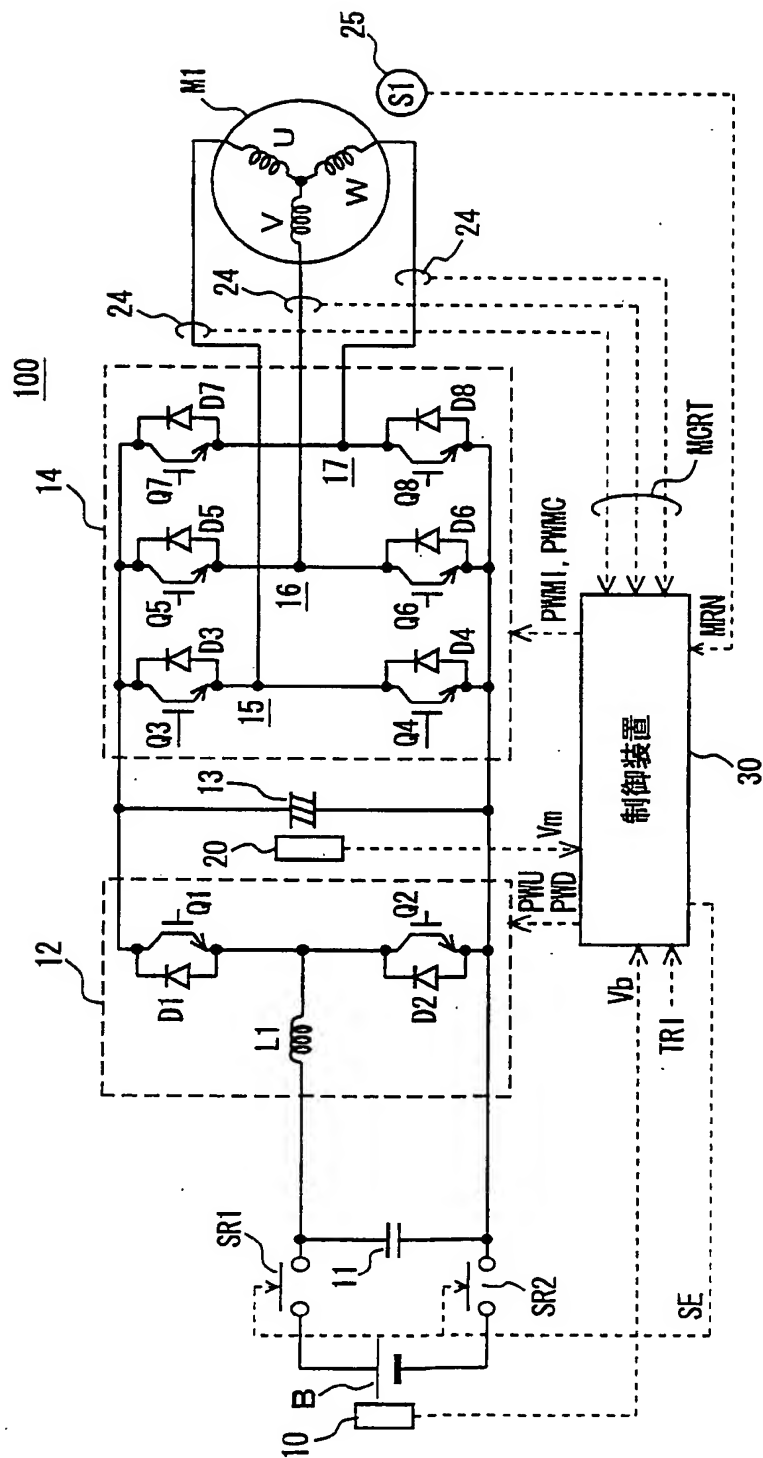 100
12
14
D1
Q1
D2
Q2
L1
13
20
Q3
D3
Q5
D5
Q7
D7
15
16
17
Q4
D4
Q6
D6
Q8
D8
24
24
24
M1
U
V
W
25
S1
SR1
11
SR2
B
10
SE
Vb
TRI
PWU
PWD
Vm
PWMI, PWMC
MCRT
MRN
制御装置
30